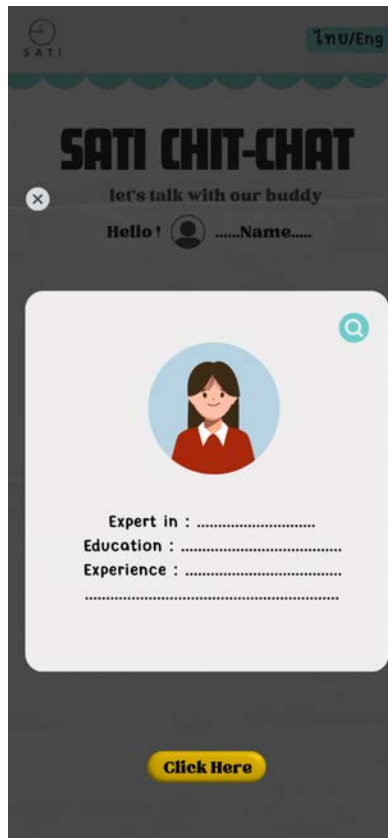 SATI
ไทย/Eng
SATI CHIT-CHAT
let's talk with our buddy
Hello ! ......Name.....
Expert in : ............................
Education : ......................................
Experience : .....................................
............................................................
Click Here